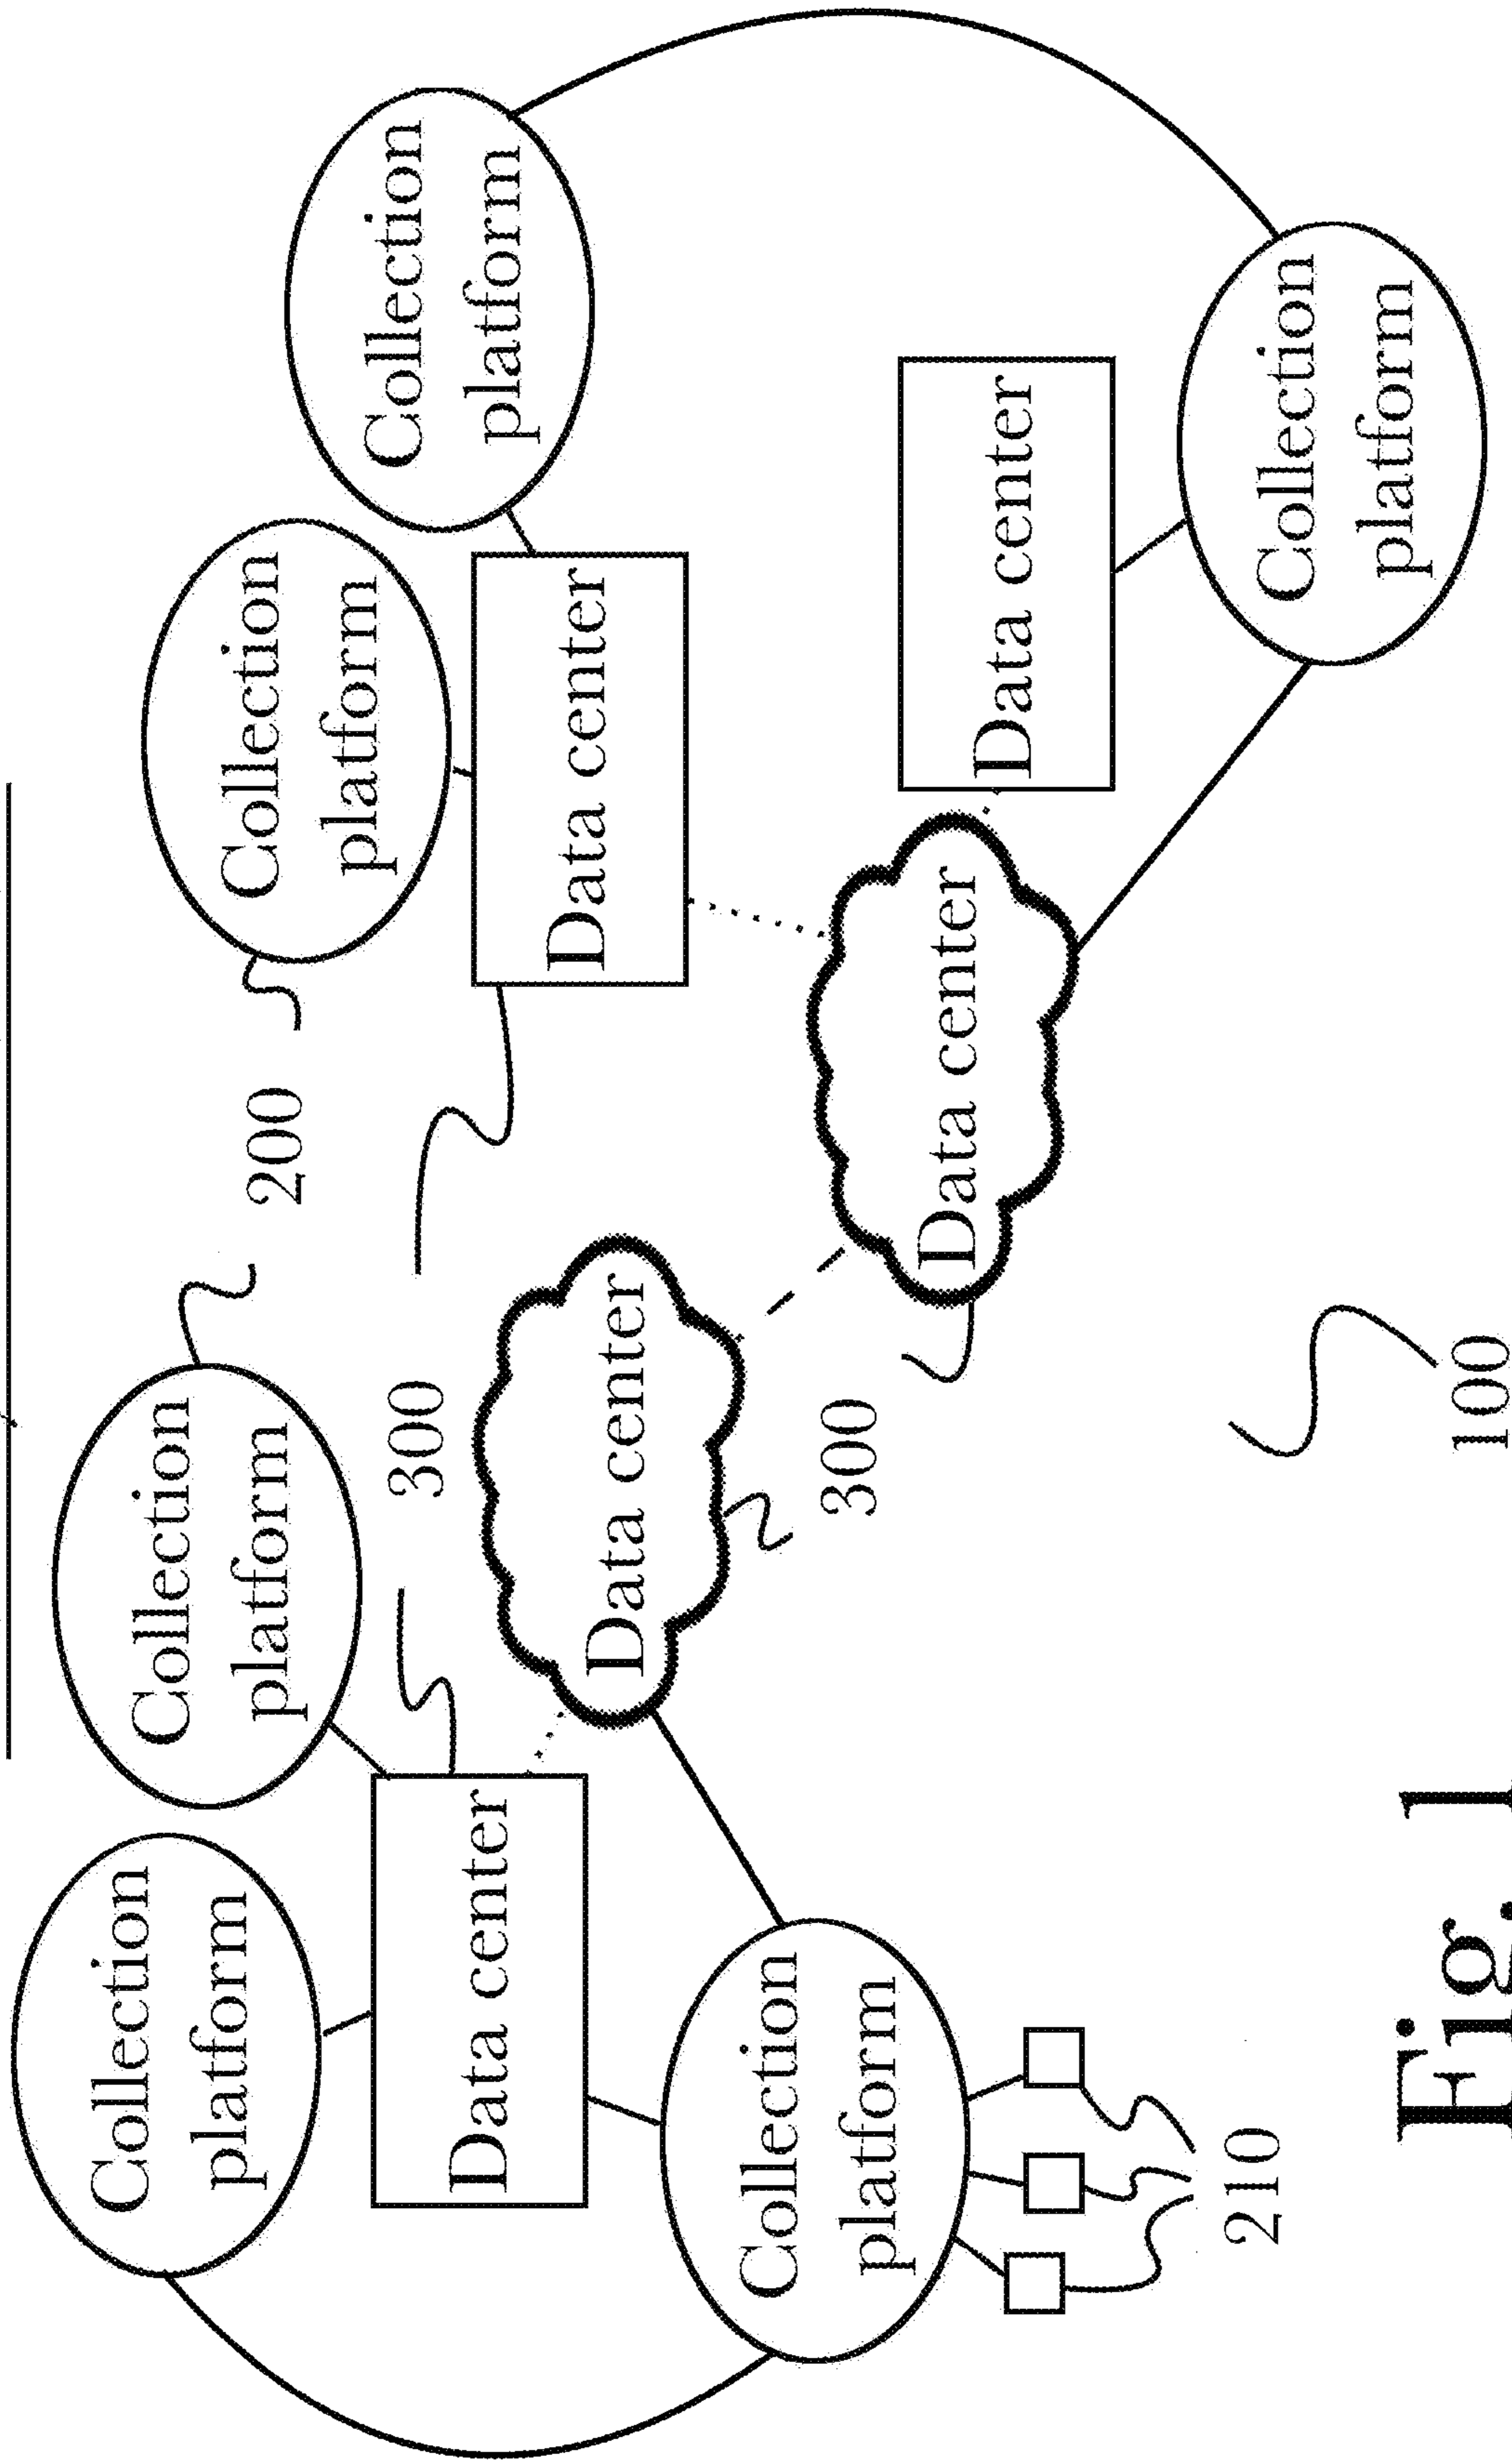 Collection
platform
Collection
platform
200
Collection
platform
Collection
platform
300
Data center
Data center
Data center
Collection
platform
300
Data center
Data center
210
Collection
platform
100
Fig. 1